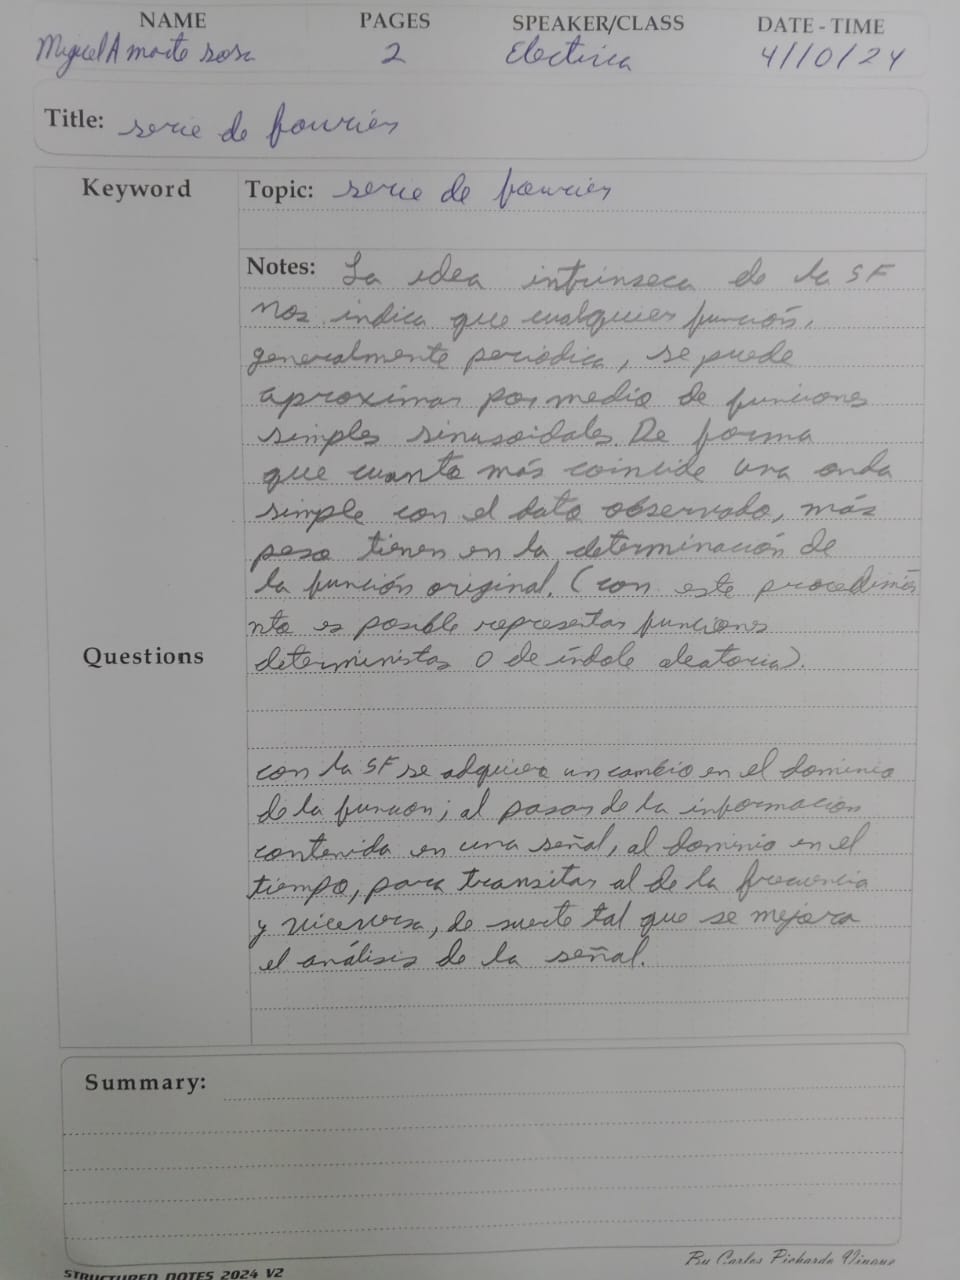 NAME PAGES SPEAKER/CLASS DATE - TIME
Miguel A monte sosa 2 Electrica 4/10/24
Title: serie de fourier
Keyword Topic: serie de fourier
Notes: La idea intrinseca de la SF
nos indica que cualquier función,
generalmente periodica, se puede
aproximar por medio de funciones
simples sinusoidales. De forma
que cuanto más coincide una onda
simple con el dato observado, más
peso tienen en la determinación de
la función original. (con este procedimie
nto es posible representar funciones
Questions
deterministas o de índole aleatoria).
con la SF se adquiere un cambio en el dominio
de la funcion; al pasar de la informacion
contenida en una señal, al dominio en el
tiempo, para transitar al de la frecuencia
y viceversa, de suerte tal que se mejora
el análisis de la señal.
Summary:
By Carlos Pichardo Viuque
STRUCTURED NOTES 2024 V2